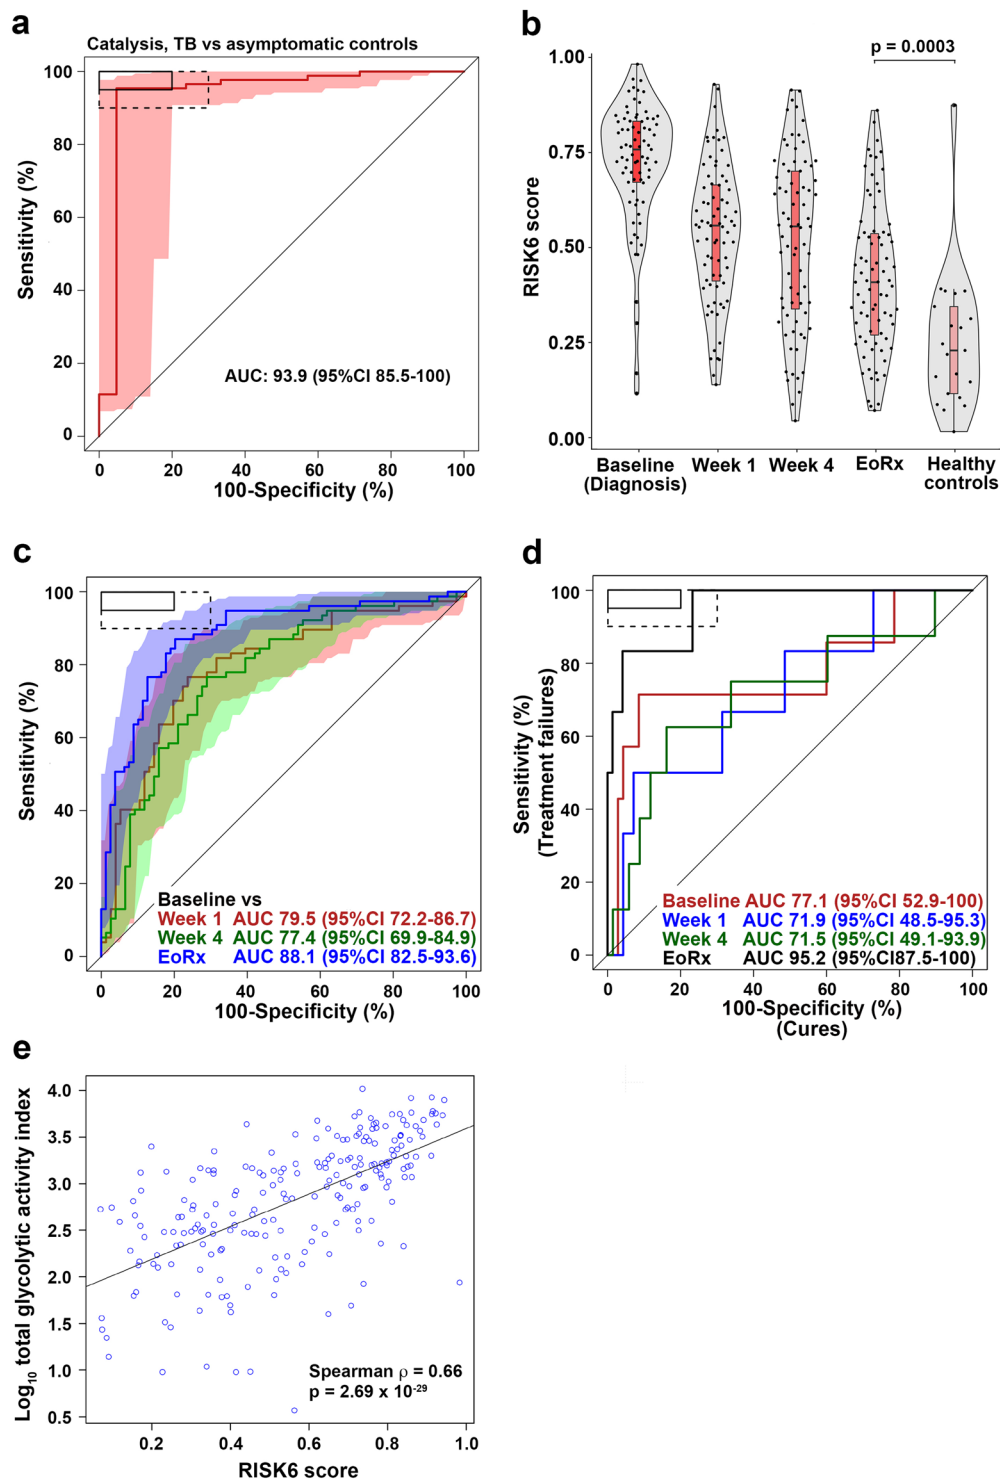 a
Catalysis, TB vs asymptomatic controls
100
80
60
40
20
0
Sensitivity (%)
AUC: 93.9 (95%CI 85.5-100)
0 20 40 60 80 100
100-Specificity (%)
b
p = 0.0003
1.00
0.75
0.50
0.25
0.00
RISK6 score
Baseline Week 1 Week 4 EoRx Healthy
(Diagnosis) controls
c
100
80
60
40
20
0
Sensitivity (%)
Baseline vs
Week 1 AUC 79.5 (95%CI 72.2-86.7)
Week 4 AUC 77.4 (95%CI 69.9-84.9)
EoRx AUC 88.1 (95%CI 82.5-93.6)
0 20 40 60 80 100
100-Specificity (%)
d
100
80
60
40
20
0
Sensitivity (%)
(Treatment failures)
Baseline AUC 77.1 (95%CI 52.9-100)
Week 1 AUC 71.9 (95%CI 48.5-95.3)
Week 4 AUC 71.5 (95%CI 49.1-93.9)
EoRx AUC 95.2 (95%CI87.5-100)
0 20 40 60 80 100
100-Specificity (%)
(Cures)
e
4.0
3.5
3.0
2.5
2.0
1.5
1.0
0.5
Log₁₀ total glycolytic activity index
Spearman ρ = 0.66
p = 2.69 x 10⁻²⁹
0.2 0.4 0.6 0.8 1.0
RISK6 score